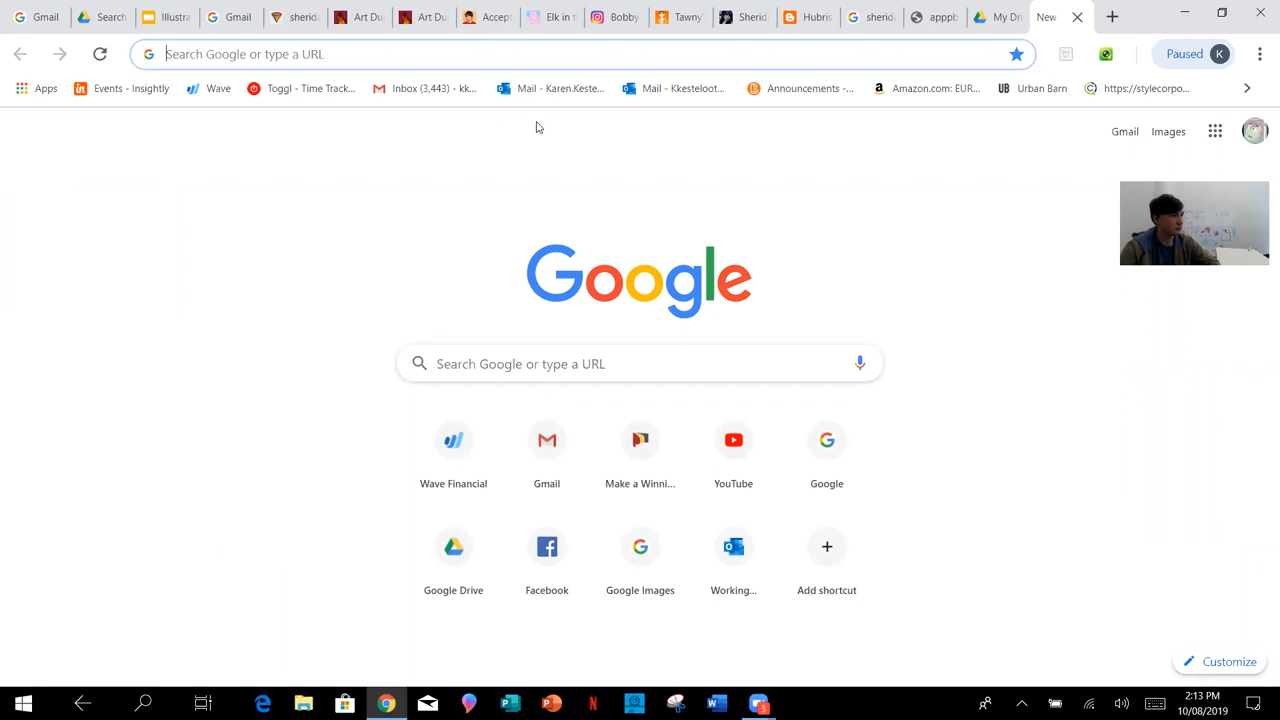 Gmail Search Illustra Gmail sherida Art Du Art Du Accep Elk in t Bobby Tawny Sherid. Hubris sherida apppb My Dri New
Search Google or type a URL Paused K
Apps Events - Insightly Wave Toggl - Time Track... Inbox (3,443) - kk... Mail - Karen.Keste... Mail - Kkesteloot... Announcements -... Amazon.com: EUR... UB Urban Barn https://stylecorpo...
Gmail Images
Google
Search Google or type a URL
Wave Financial Gmail Make a Winni... YouTube Google
Google Drive Facebook Google Images Working... Add shortcut
Customize
2:13 PM
10/08/2019